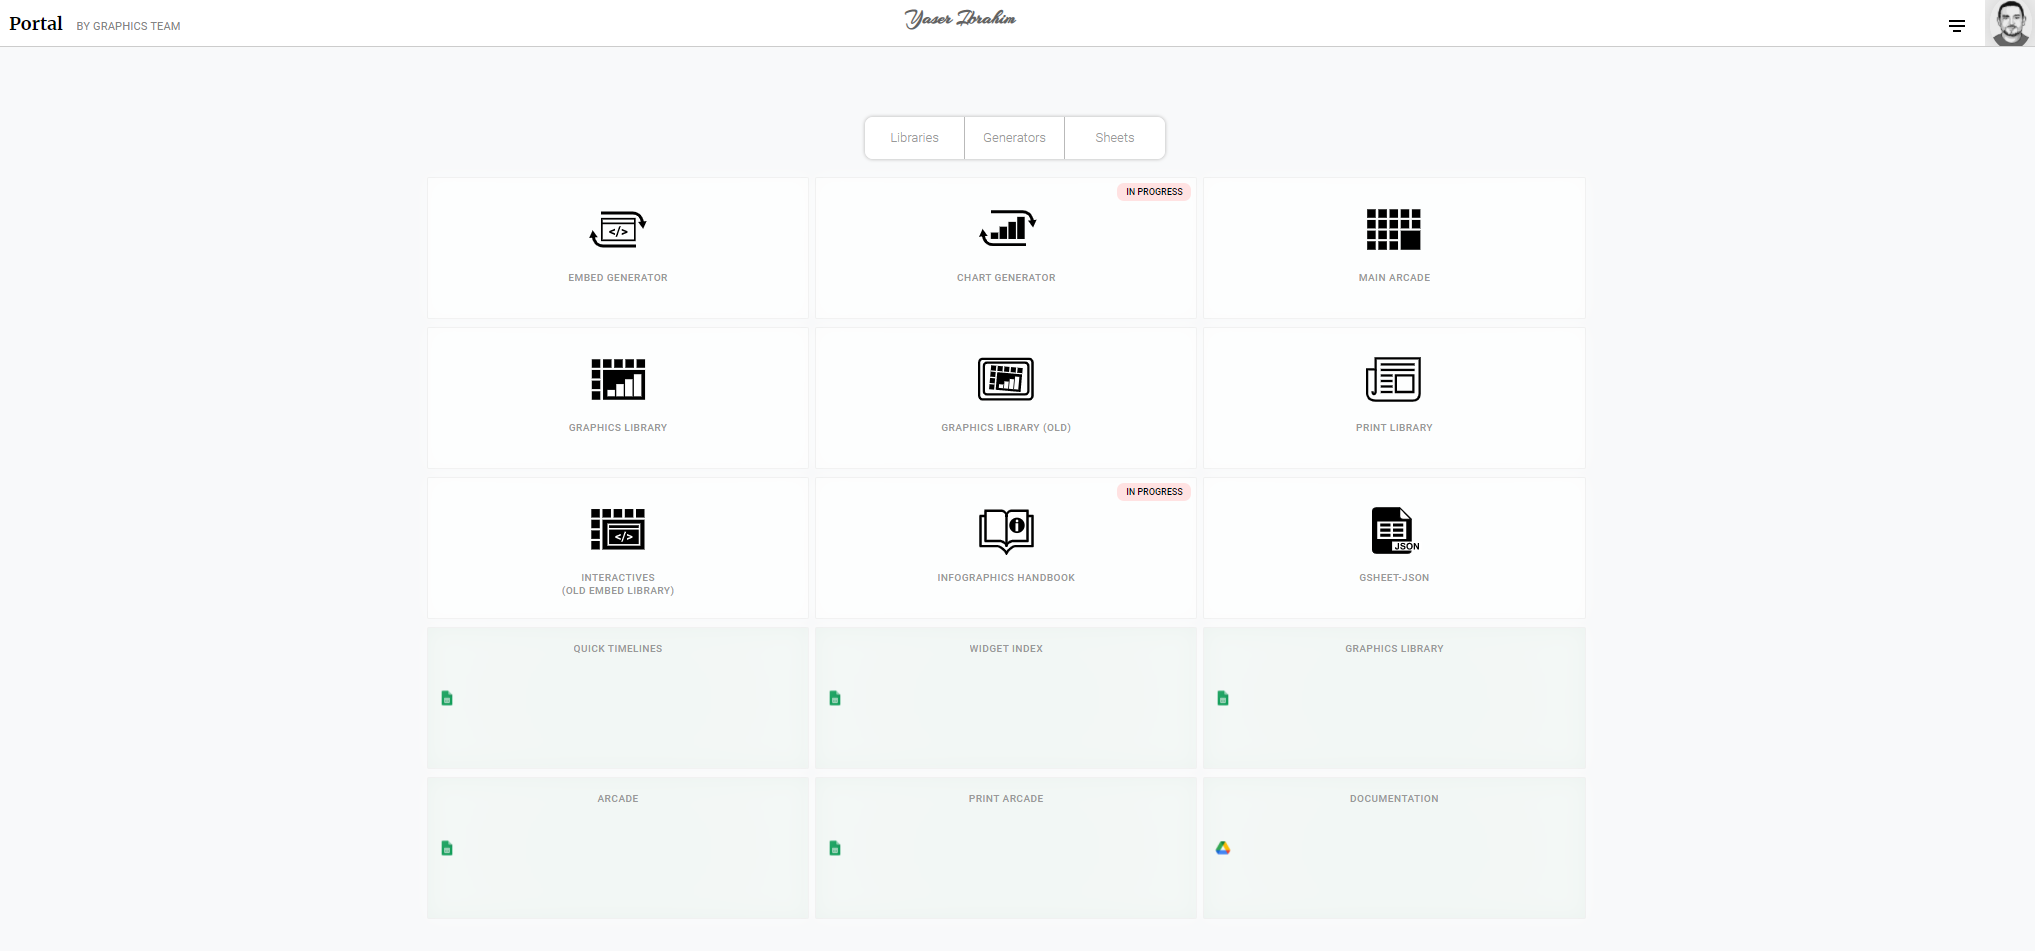 Portal BY GRAPHICS TEAM
Yaser Ibrahim
Libraries Generators Sheets
IN PROGRESS
</>
EMBED GENERATOR
CHART GENERATOR
MAIN ARCADE
GRAPHICS LIBRARY
GRAPHICS LIBRARY (OLD)
PRINT LIBRARY
IN PROGRESS
</>
JSON
INTERACTIVES
(OLD EMBED LIBRARY)
INFOGRAPHICS HANDBOOK
GSHEET-JSON
QUICK TIMELINES
WIDGET INDEX
GRAPHICS LIBRARY
ARCADE
PRINT ARCADE
DOCUMENTATION